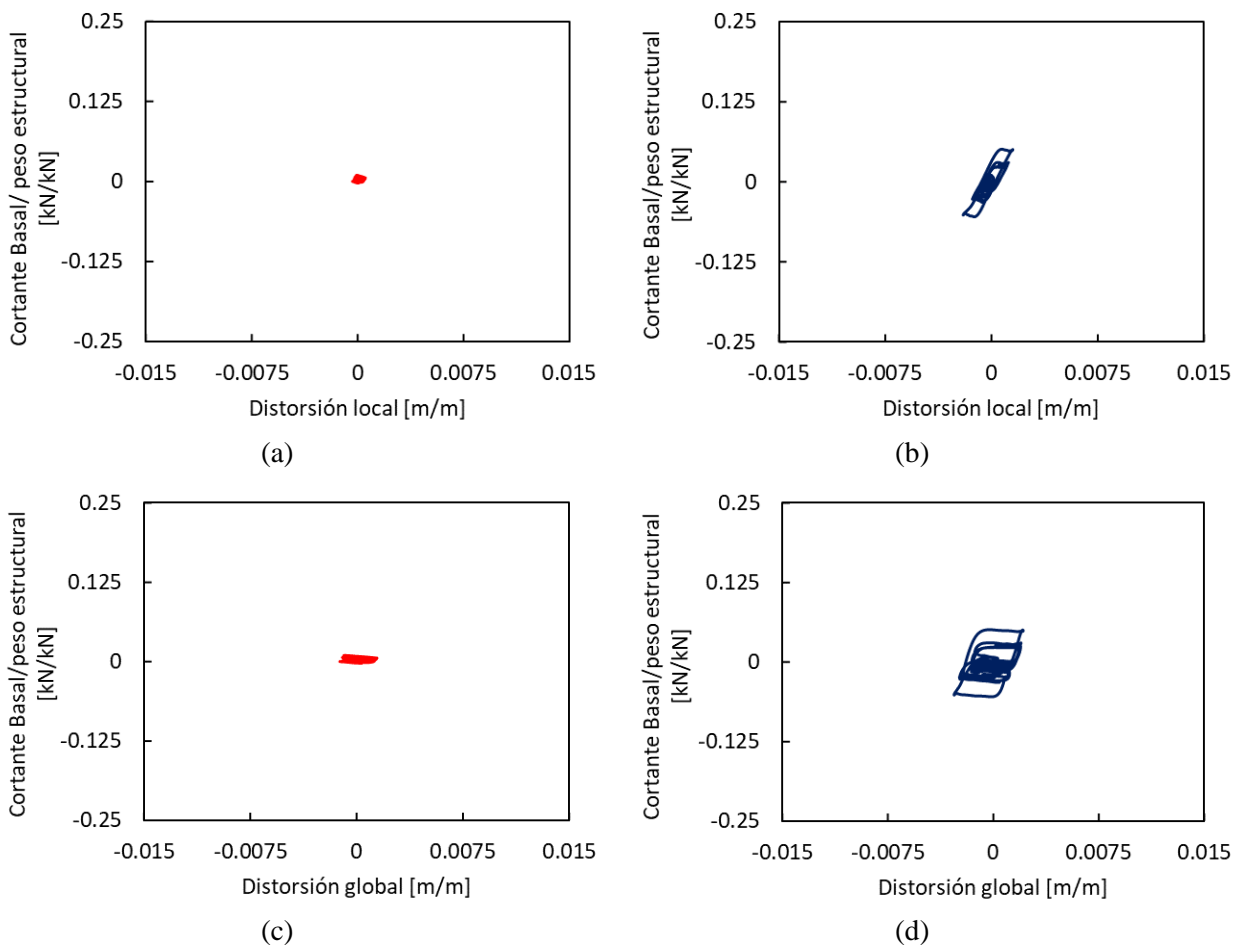 Cortante Basal/ peso estructural
[kN/kN]
0.25
0.125
0
-0.125
-0.25
-0.015
-0.0075
0
0.0075
0.015
Distorsión local [m/m]
(a)
Cortante Basal/peso estructural
[kN/kN]
0.25
0.125
0
-0.125
-0.25
-0.015
-0.0075
0
0.0075
0.015
Distorsión local [m/m]
(b)
Cortante Basal/peso estructural
[kN/kN]
0.25
0.125
0
-0.125
-0.25
-0.015
-0.0075
0
0.0075
0.015
Distorsión global [m/m]
(c)
Cortante Basal/peso estructural
[kN/kN]
0.25
0.125
0
-0.125
-0.25
-0.015
-0.0075
0
0.0075
0.015
Distorsión global [m/m]
(d)